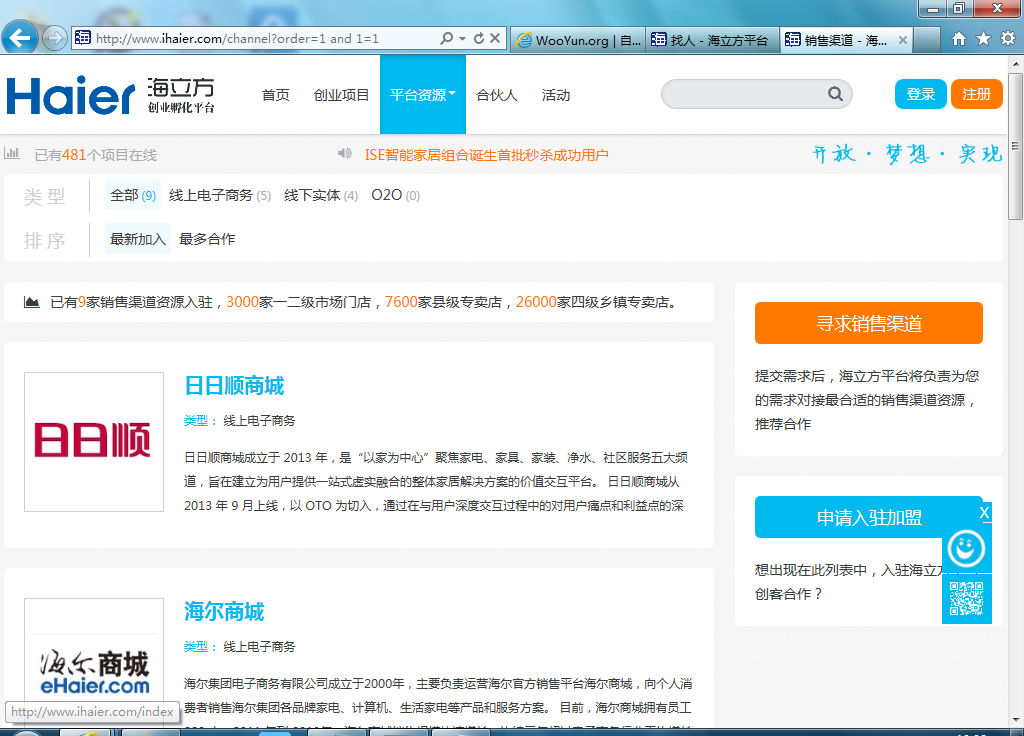 http://www.ihaier.com/channel?order=1 and 1=1
WooYun.org | 自...
找人 - 海立方平台
销售渠道 - 海...
Haier 海立方
创业孵化平台
首页 创业项目 平台资源 合伙人 活动
登录 注册
已有481个项目在线
ISE智能家居组合诞生首批秒杀成功用户
开放 · 梦想 · 实现
类 型 全部 (9) 线上电子商务 (5) 线下实体 (4) O2O (0)
排 序 最新加入 最多合作
已有9家销售渠道资源入驻，3000家一二级市场门店，7600家县级专卖店，26000家四级乡镇专卖店。
日日顺
日日顺商城
类型： 线上电子商务
日日顺商城成立于 2013 年，是“以家为中心”聚焦家电、家具、家装、净水、社区服务五大频
道，旨在建立为用户提供一站式虚实融合的整体家居解决方案的价值交互平台。 日日顺商城从
2013 年 9 月上线，以 OTO 为切入，通过在与用户深度交互过程中的对用户痛点和利益点的深
海尔商城
eHaier.com
海尔商城
类型： 线上电子商务
海尔集团电子商务有限公司成立于2000年，主要负责运营海尔官方销售平台海尔商城，向个人消
费者销售海尔集团各品牌家电、计算机、生活家电等产品和服务方案。 目前，海尔商城拥有员工
寻求销售渠道
提交需求后，海立方平台将负责为您
的需求对接最合适的销售渠道资源，
推荐合作
申请入驻加盟
X
想出现在此列表中，入驻海立方
创客合作？
http://www.ihaier.com/index